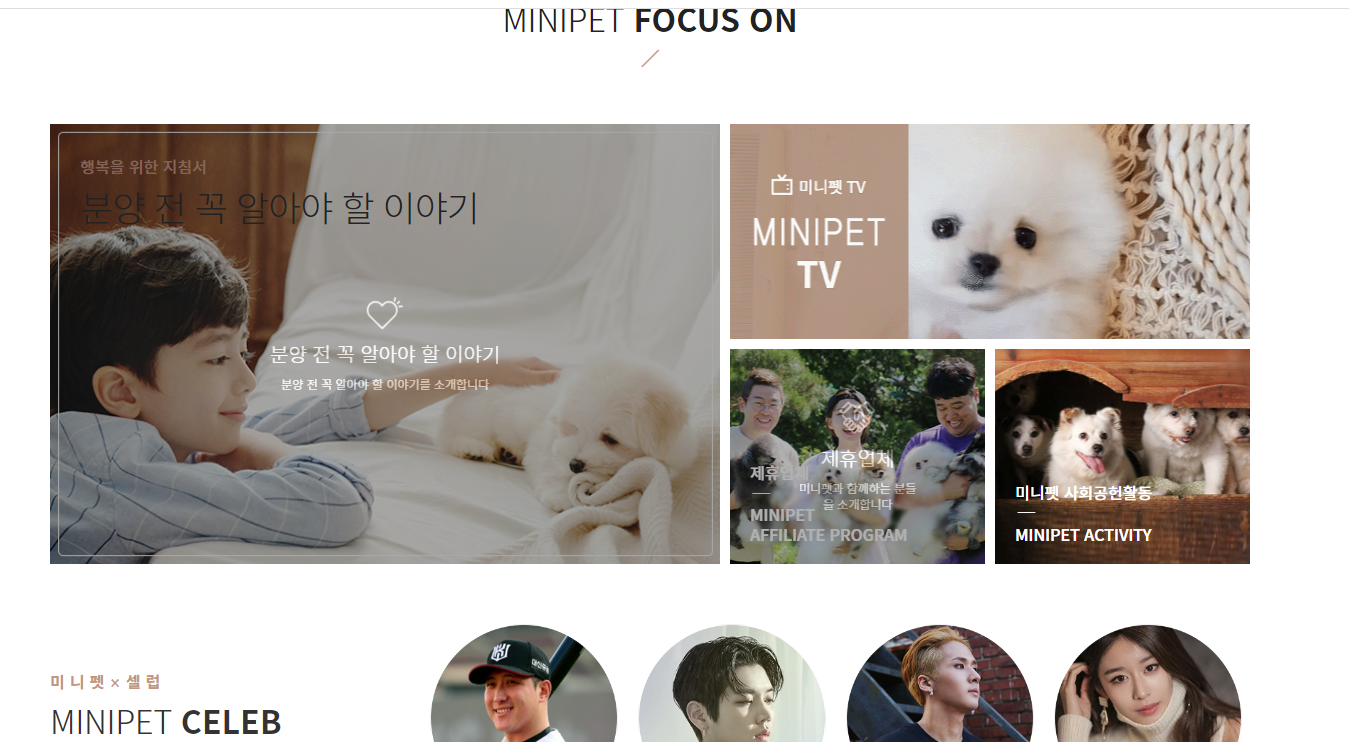 MINIPET FOCUS ON
행복을 위한 지침서
분양 전 꼭 알아야 할 이야기
분양 전 꼭 알아야 할 이야기
분양 전 꼭 알아야 할 이야기를 소개합니다
미니펫 TV
MINIPET
TV
제휴업체
제휴업체
미니펫과 함께하는 분들
을 소개합니다
MINIPET
AFFILIATE PROGRAM
미니펫 사회공헌활동
MINIPET ACTIVITY
미니펫 × 셀럽
MINIPET CELEB